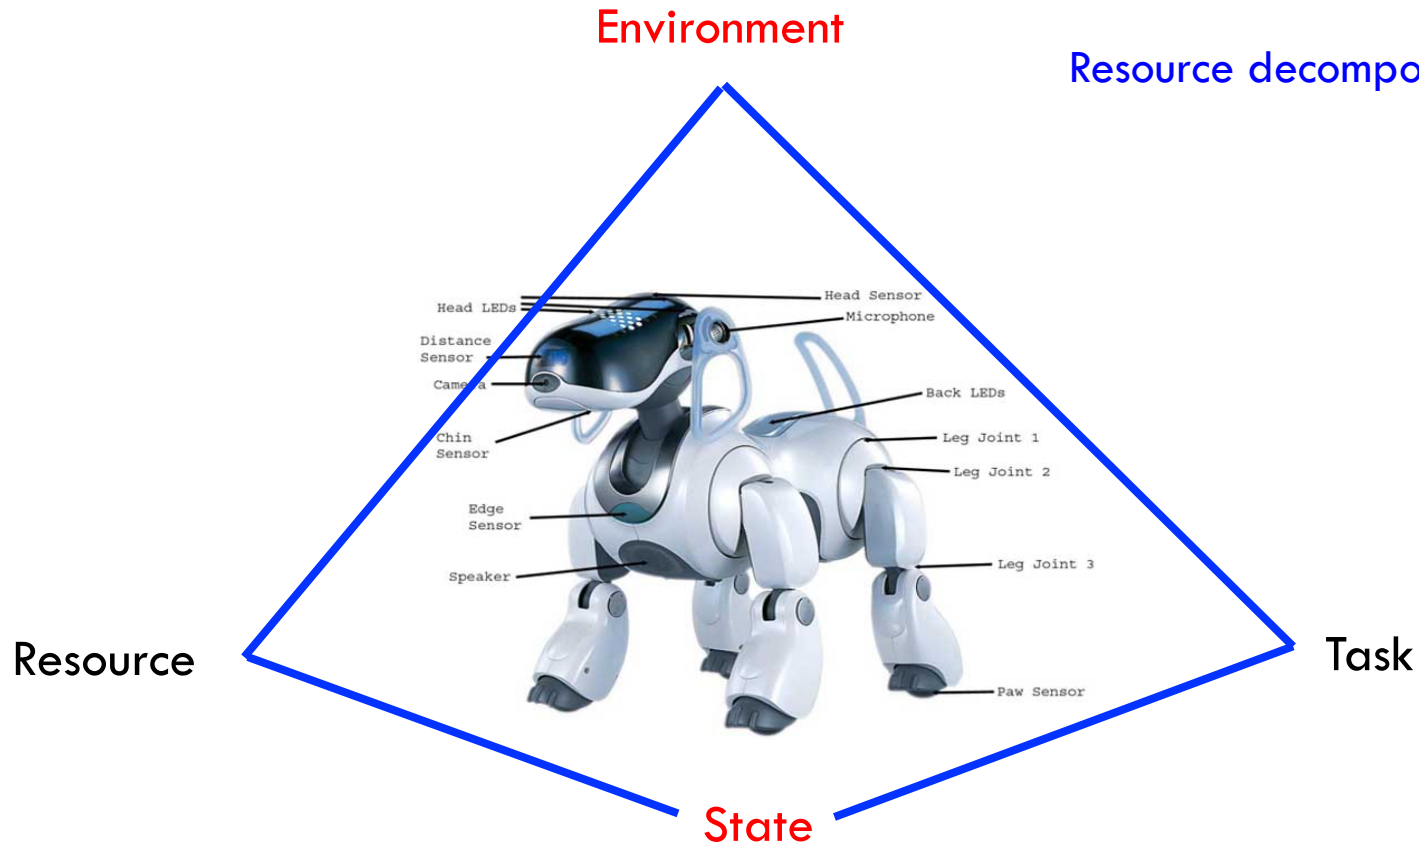 Environment
Resource decompo
Head LEDs
Head Sensor
Microphone
Distance
Sensor
Camera
Back LEDs
Chin
Sensor
Leg Joint 1
Leg Joint 2
Edge
Sensor
Speaker
Leg Joint 3
Resource
Task
Paw Sensor
State